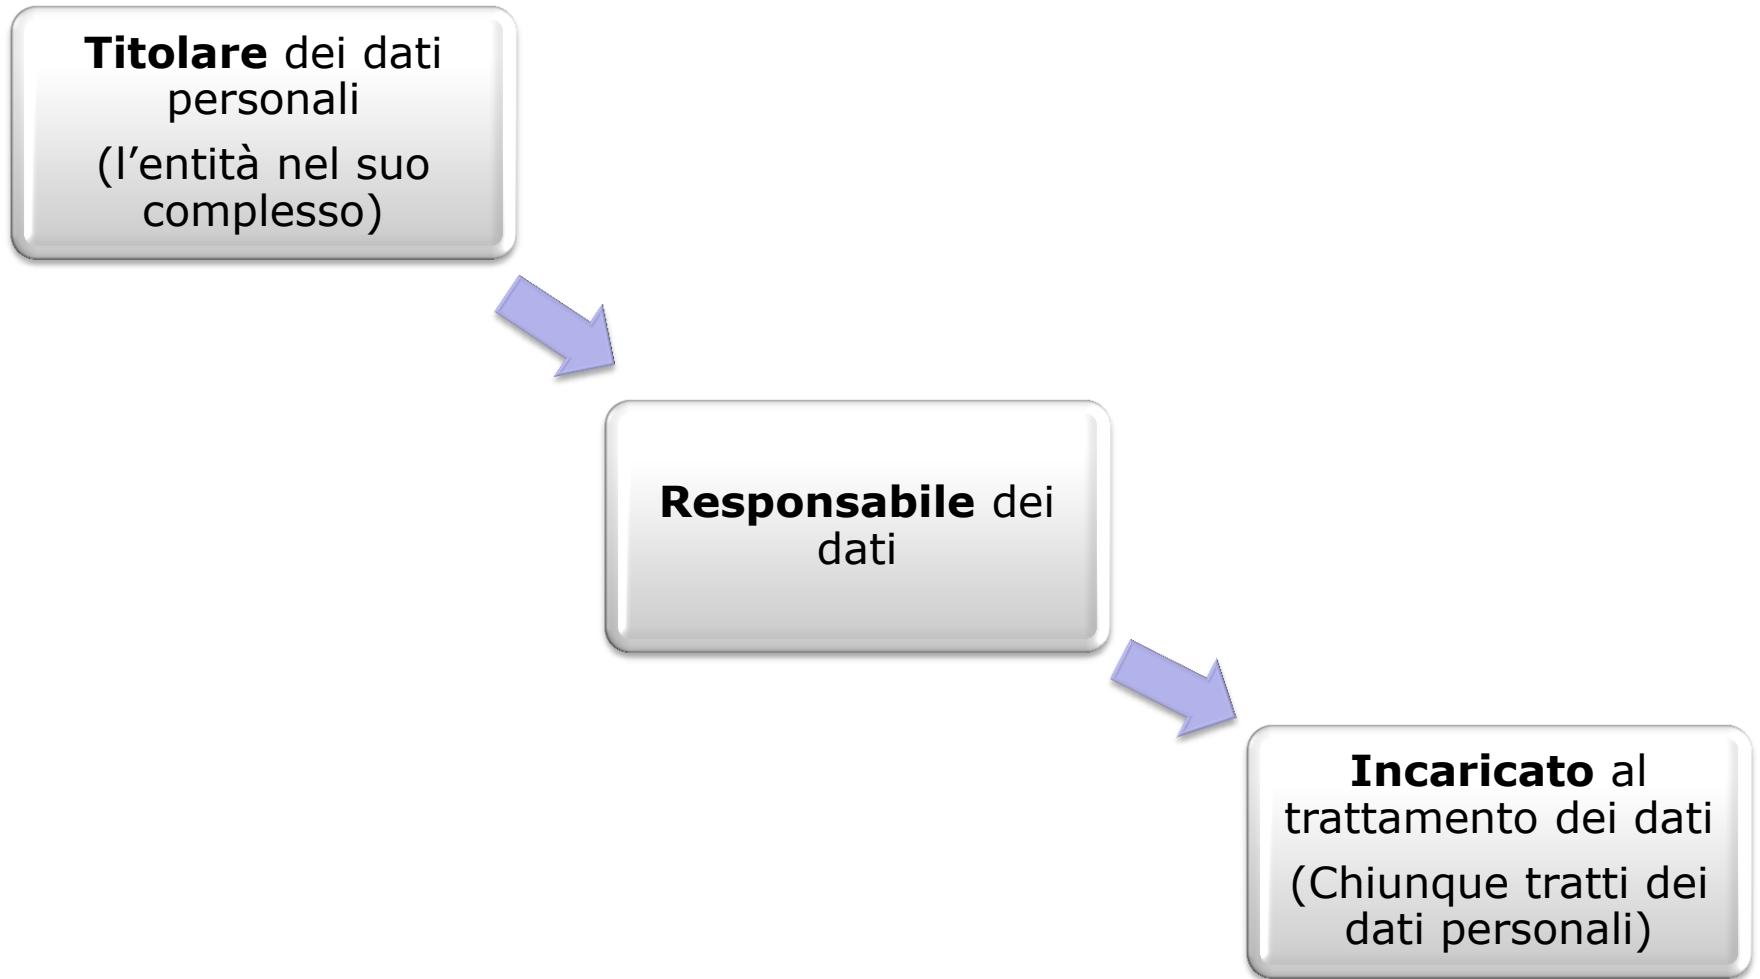 Titolare dei dati
personali
(l’entità nel suo
complesso)
Responsabile dei
dati
Incaricato al
trattamento dei dati
(Chiunque tratti dei
dati personali)